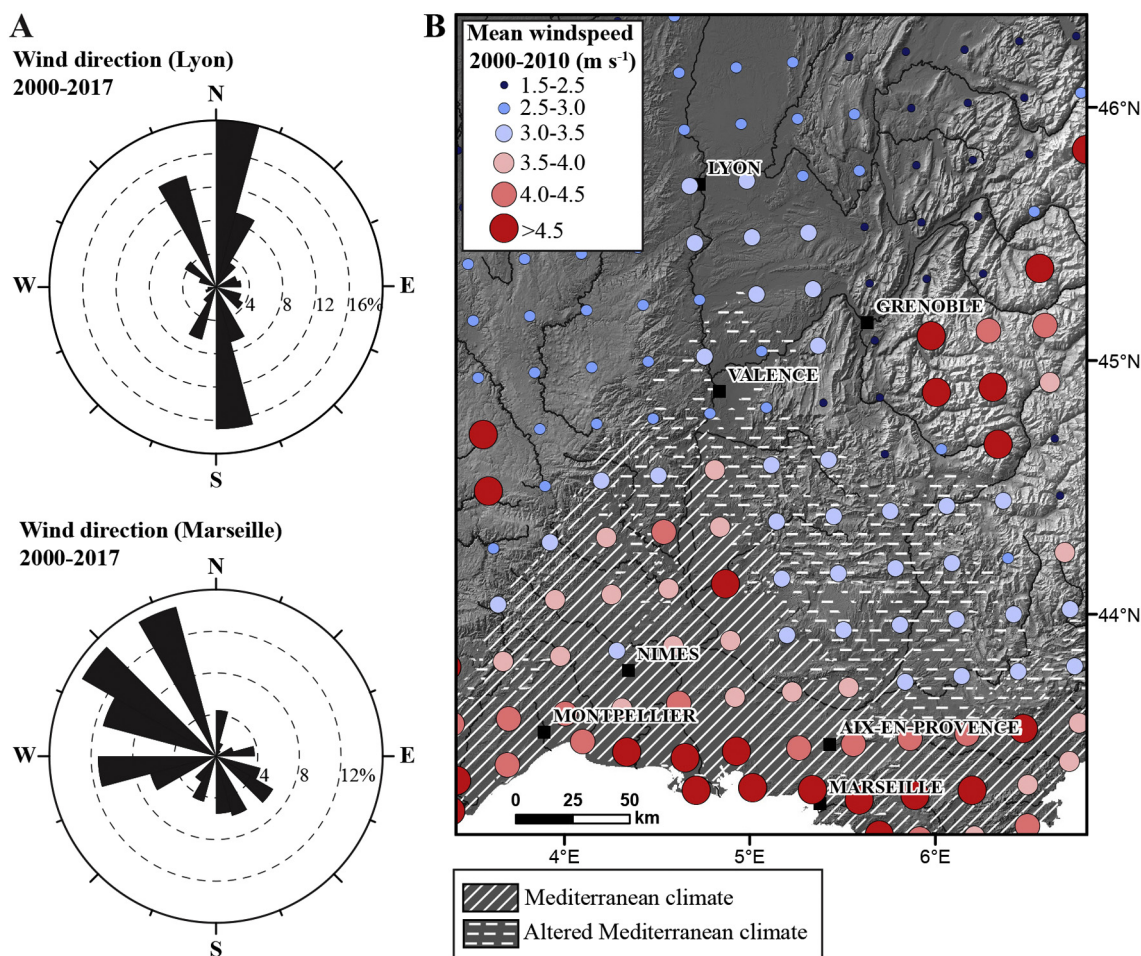 A
Wind direction (Lyon)
2000-2017
N
W
E
4
8
12
16%
S
Wind direction (Marseille)
2000-2017
N
W
E
4
8
12%
S
B
Mean windspeed
2000-2010 (m s⁻¹)
1.5-2.5
2.5-3.0
3.0-3.5
3.5-4.0
4.0-4.5
>4.5
LYON
GRENOBLE
VALENCE
NIMES
MONTPELLIER
AIX-EN-PROVENCE
MARSEILLE
46°N
45°N
44°N
0 25 50
km
4°E
5°E
6°E
Mediterranean climate
Altered Mediterranean climate